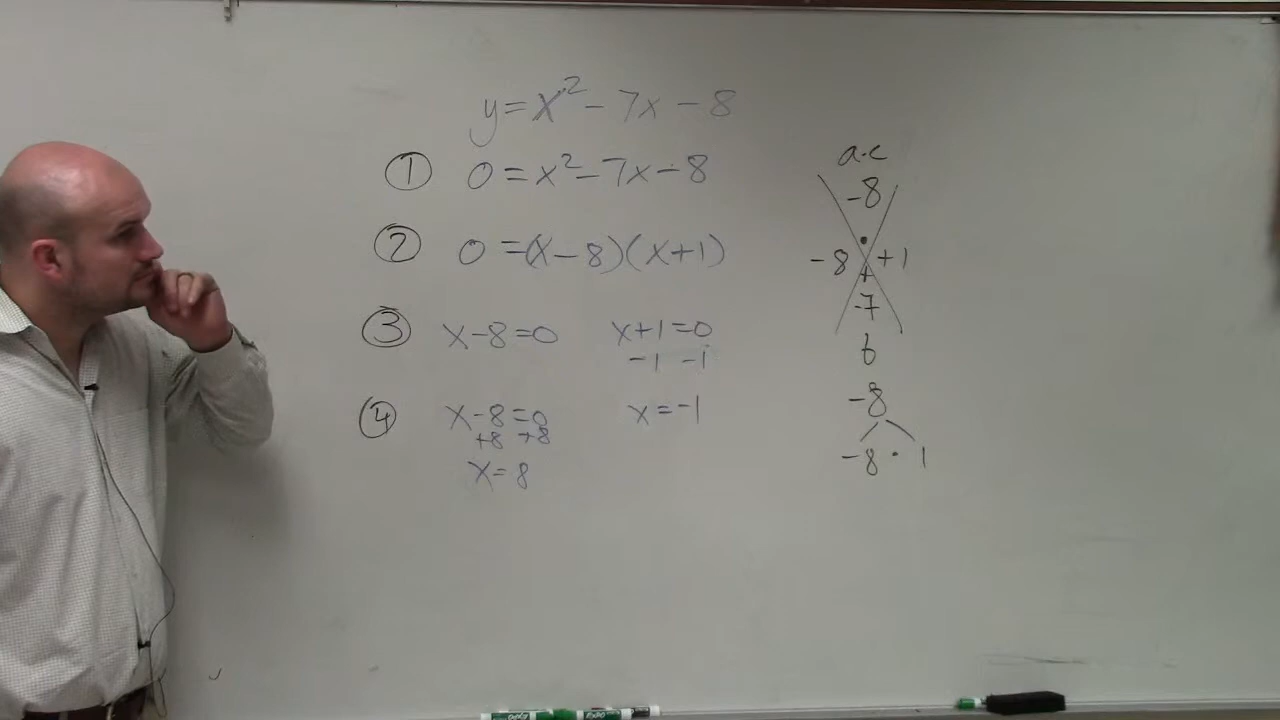 y = x² - 7x - 8
① 0 = x² - 7x - 8
② 0 = (x - 8)(x + 1)
③ x - 8 = 0 x + 1 = 0
-1 -1
④ x - 8 = 0 x = -1
+8 +8
x = 8
a·c
-8
·
-8 +1
+
-7
b
-8
-8 · 1
expo